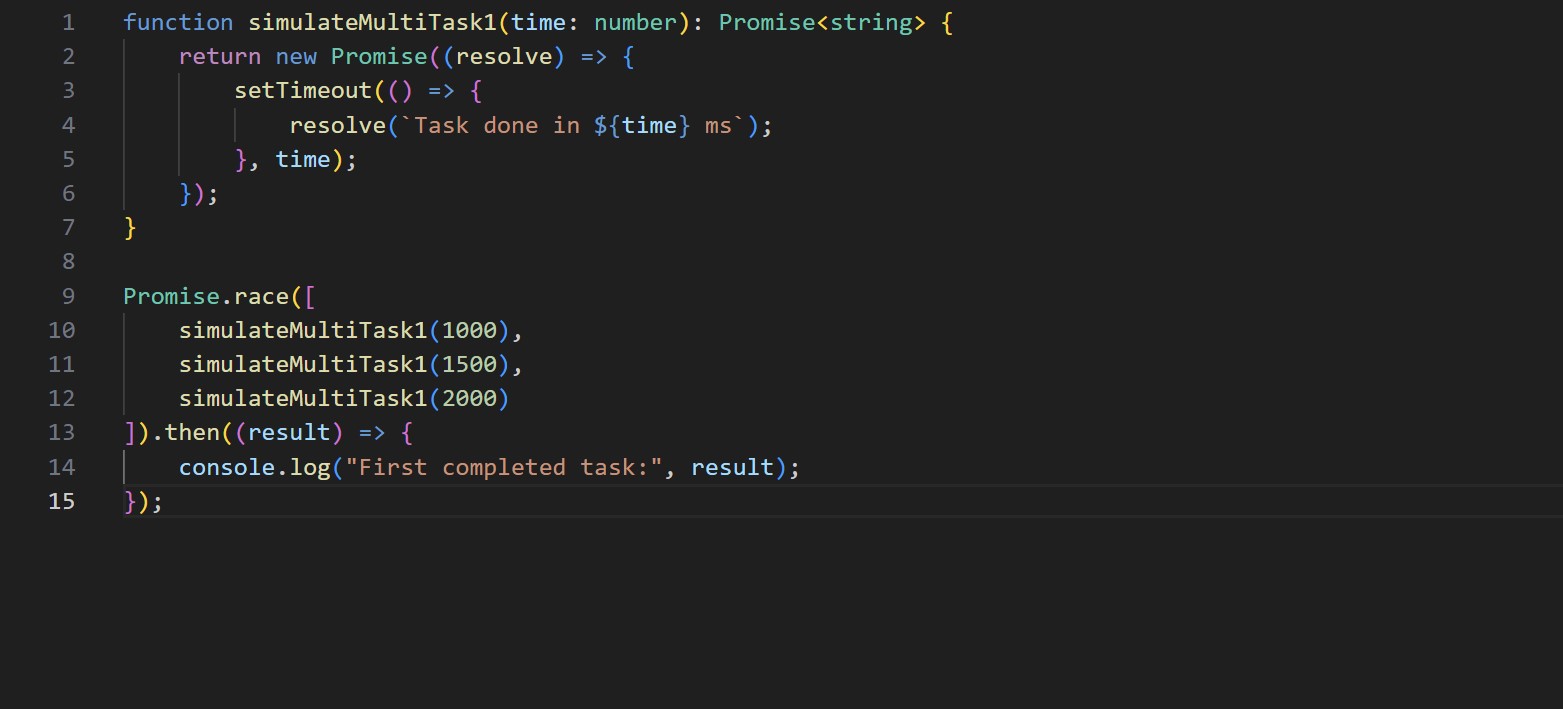 1 function simulateMultiTask1(time: number): Promise<string> {
2     return new Promise((resolve) => {
3         setTimeout(() => {
4             resolve(`Task done in ${time} ms`);
5         }, time);
6     });
7 }
8
9 Promise.race([
10     simulateMultiTask1(1000),
11     simulateMultiTask1(1500),
12     simulateMultiTask1(2000)
13 ]).then((result) => {
14     console.log("First completed task:", result);
15 });